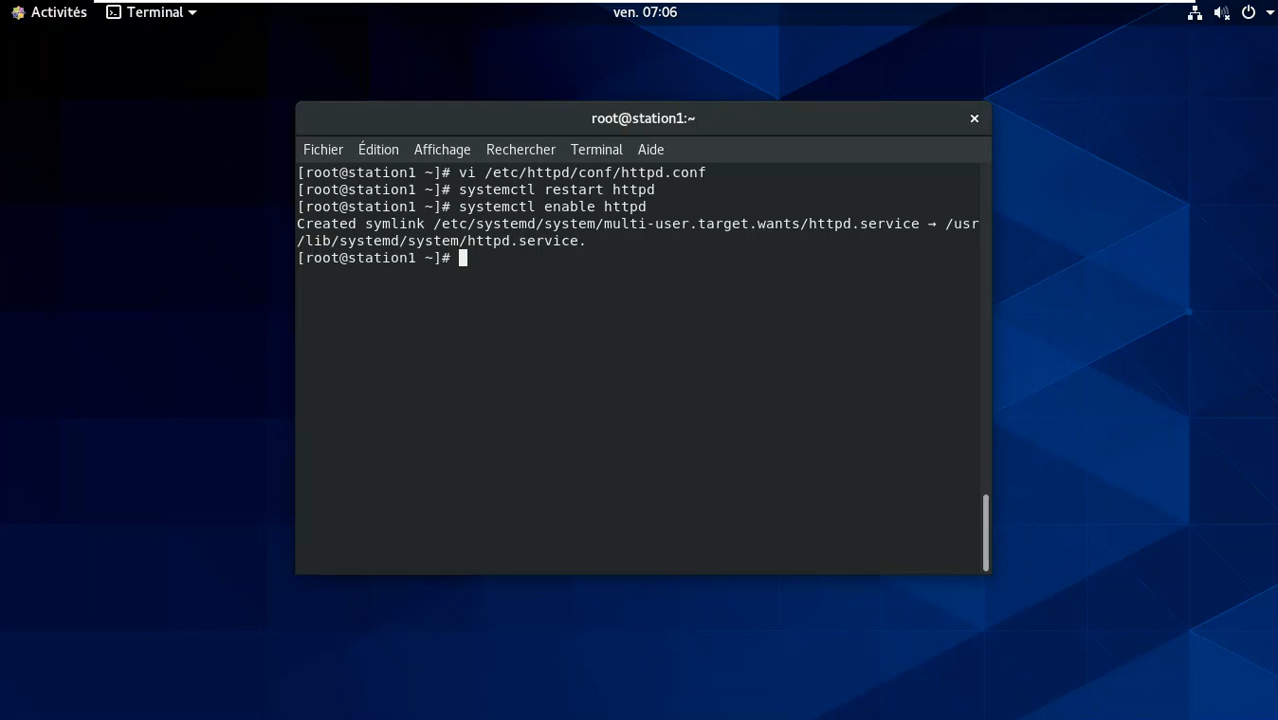 Activités Terminal ven. 07:06
root@station1:~
Fichier Édition Affichage Rechercher Terminal Aide
[root@station1 ~]# vi /etc/httpd/conf/httpd.conf
[root@station1 ~]# systemctl restart httpd
[root@station1 ~]# systemctl enable httpd
Created symlink /etc/systemd/system/multi-user.target.wants/httpd.service → /usr
/lib/systemd/system/httpd.service.
[root@station1 ~]#